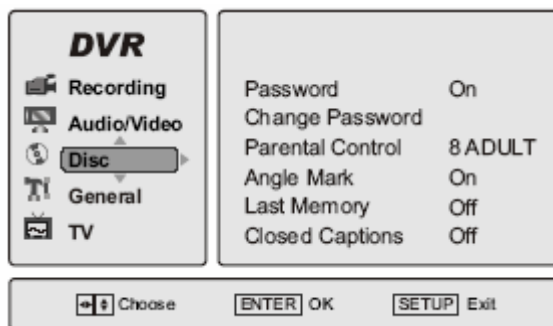 DVR
Recording
Audio/Video
Disc
General
TV
Password On
Change Password
Parental Control 8 ADULT
Angle Mark On
Last Memory Off
Closed Captions Off
Choose ENTER OK SETUP Exit